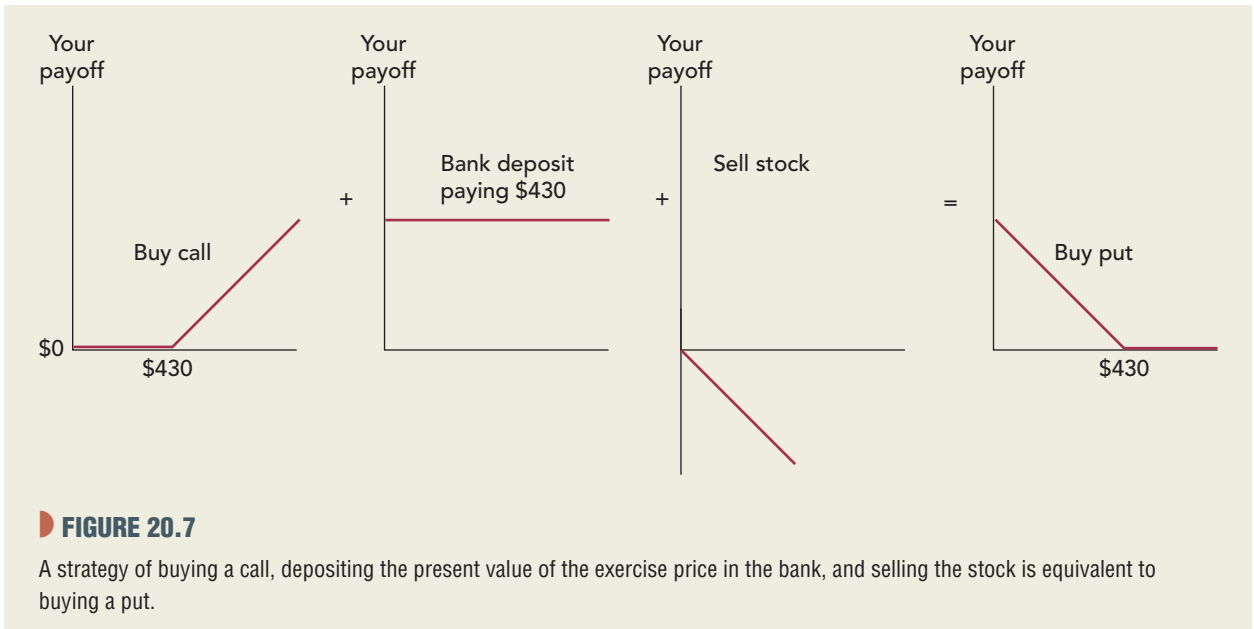 Your
payoff
Your
payoff
Your
payoff
Your
payoff
Bank deposit
paying $430
Sell stock
+
+
=
Buy call
Buy put
$0
$430
$430
FIGURE 20.7
A strategy of buying a call, depositing the present value of the exercise price in the bank, and selling the stock is equivalent to
buying a put.